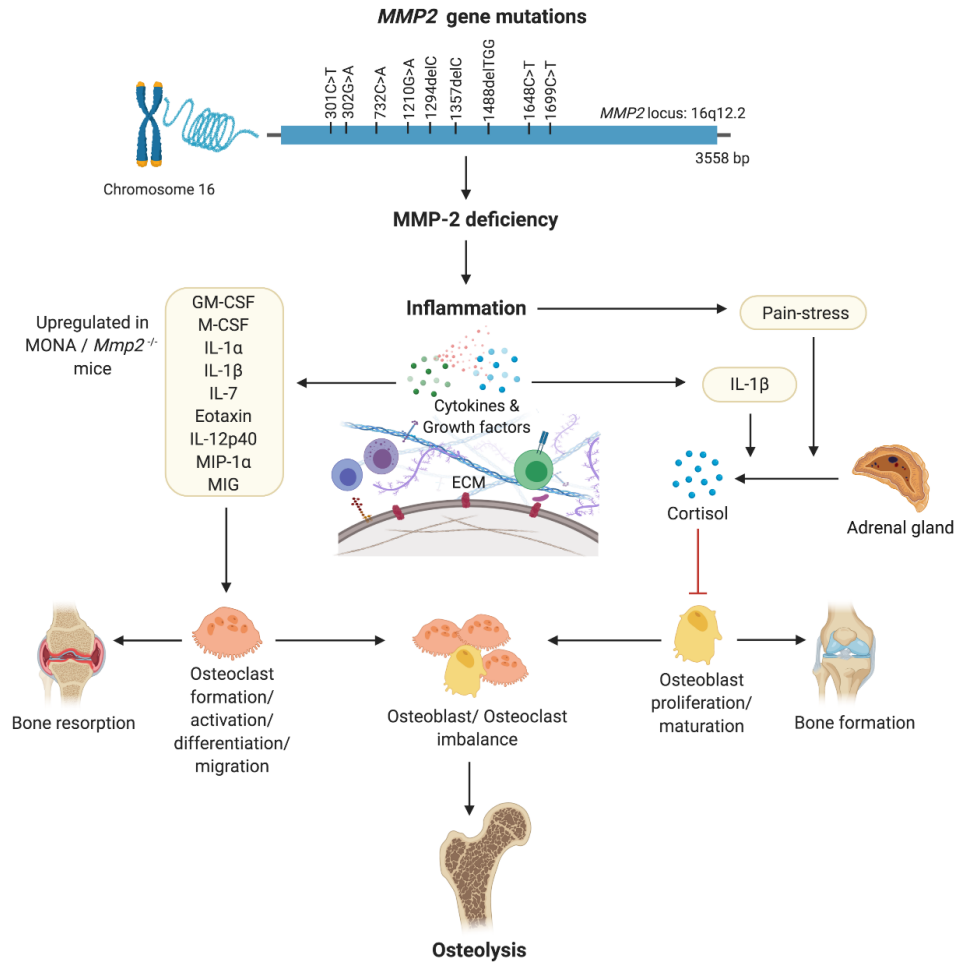 MMP2 gene mutations
301C>T
302G>A
732C>A
1210G>A
1294delC
1357delC
1488delTGG
1648C>T
1699C>T
MMP2 locus: 16q12.2
3558 bp
Chromosome 16
MMP-2 deficiency
Inflammation
Pain-stress
Upregulated in
MONA / Mmp2 -/-
mice
GM-CSF
M-CSF
IL-1α
IL-1β
IL-7
Eotaxin
IL-12p40
MIP-1α
MIG
Cytokines &
Growth factors
ECM
IL-1β
Cortisol
Adrenal gland
Bone resorption
Osteoclast
formation/
activation/
differentiation/
migration
Osteoblast/ Osteoclast
imbalance
Osteoblast
proliferation/
maturation
Bone formation
Osteolysis